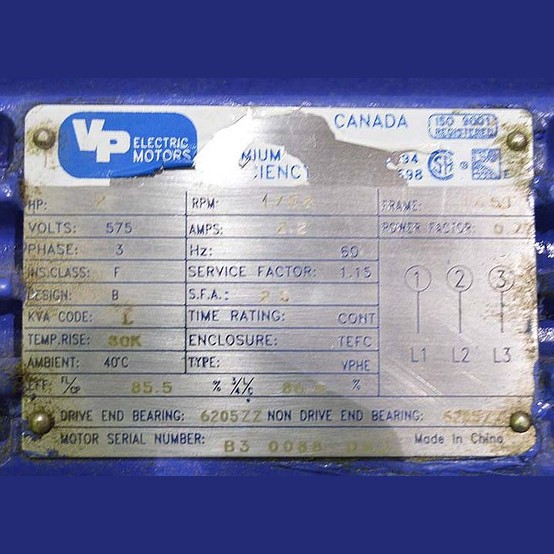 VP ELECTRIC MOTORS
CANADA
ISO 9001 REGISTERED
HP: 2 RPM: FRAME:
VOLTS: 575 AMPS: POWER FACTOR:
PHASE: 3 Hz: 60
INS.CLASS: F SERVICE FACTOR: 1.15
DESIGN: B S.F.A.:
KVA CODE: L TIME RATING: CONT
TEMP.RISE: 80K ENCLOSURE: TEFC
AMBIENT: 40°C TYPE: VPHE
1 2 3
L1 L2 L3
EFF: 85.5 % 3/4/C %
DRIVE END BEARING: 6205ZZ NON DRIVE END BEARING: 6205ZZ
MOTOR SERIAL NUMBER: B3 0088 Made in China